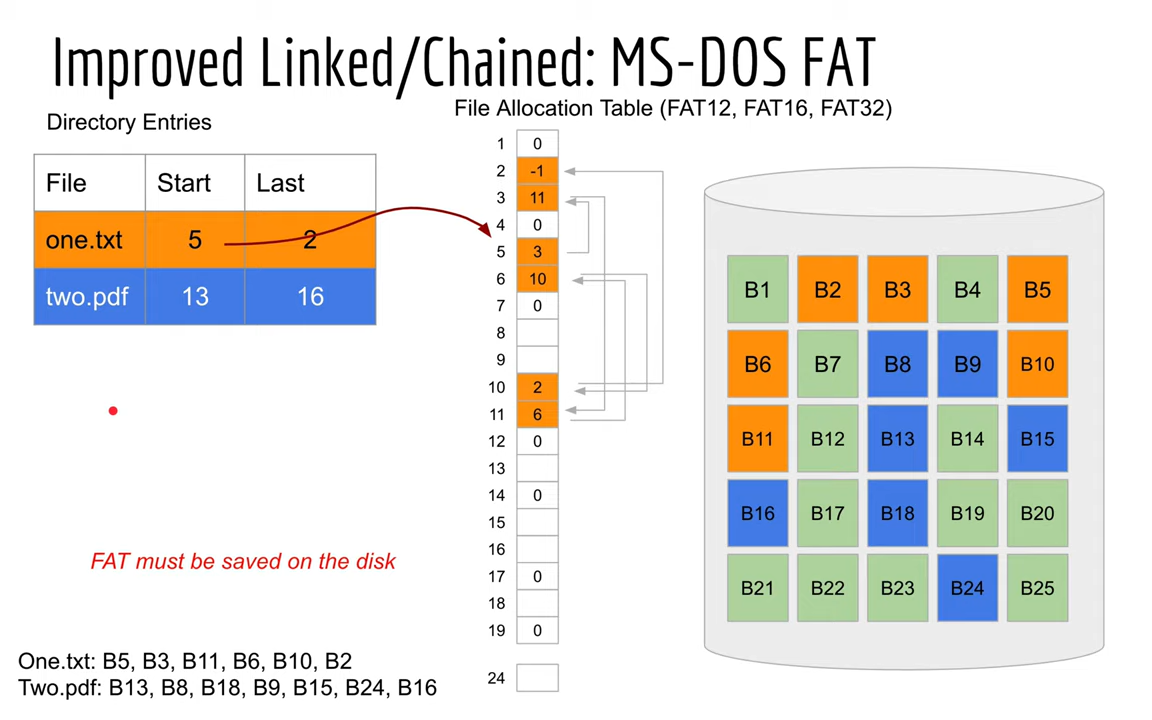 Improved Linked/Chained: MS-DOS FAT
File Allocation Table (FAT12, FAT16, FAT32)
Directory Entries
File Start Last
one.txt 5 2
two.pdf 13 16
1 0
2 -1
3 11
4 0
5 3
6 10
7 0
8
9
10 2
11 6
12 0
13
14 0
15
16
17 0
18
19 0
24
B1 B2 B3 B4 B5
B6 B7 B8 B9 B10
B11 B12 B13 B14 B15
B16 B17 B18 B19 B20
B21 B22 B23 B24 B25
FAT must be saved on the disk
One.txt: B5, B3, B11, B6, B10, B2
Two.pdf: B13, B8, B18, B9, B15, B24, B16